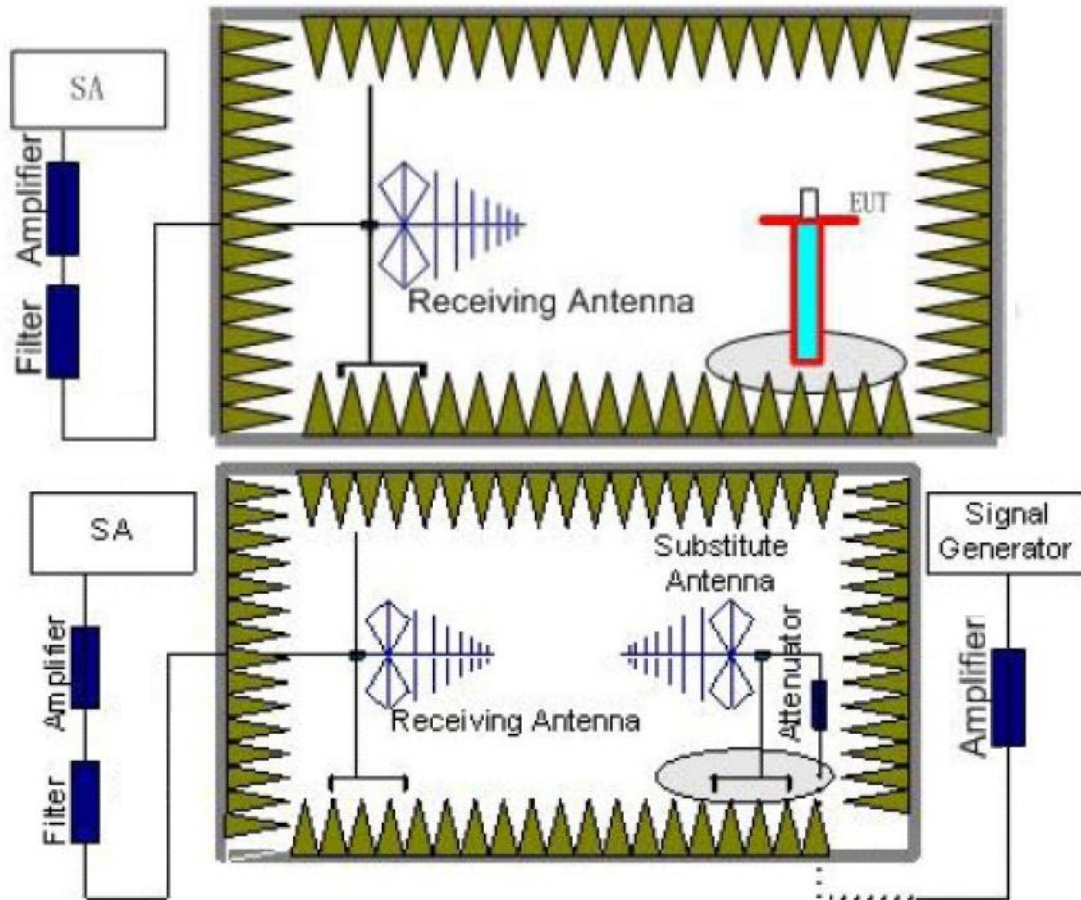 SA
Amplifier
Filter
EUT
Receiving Antenna
SA
Amplifier
Filter
Substitute
Antenna
Attenuator
Receiving Antenna
Signal
Generator
Amplifier